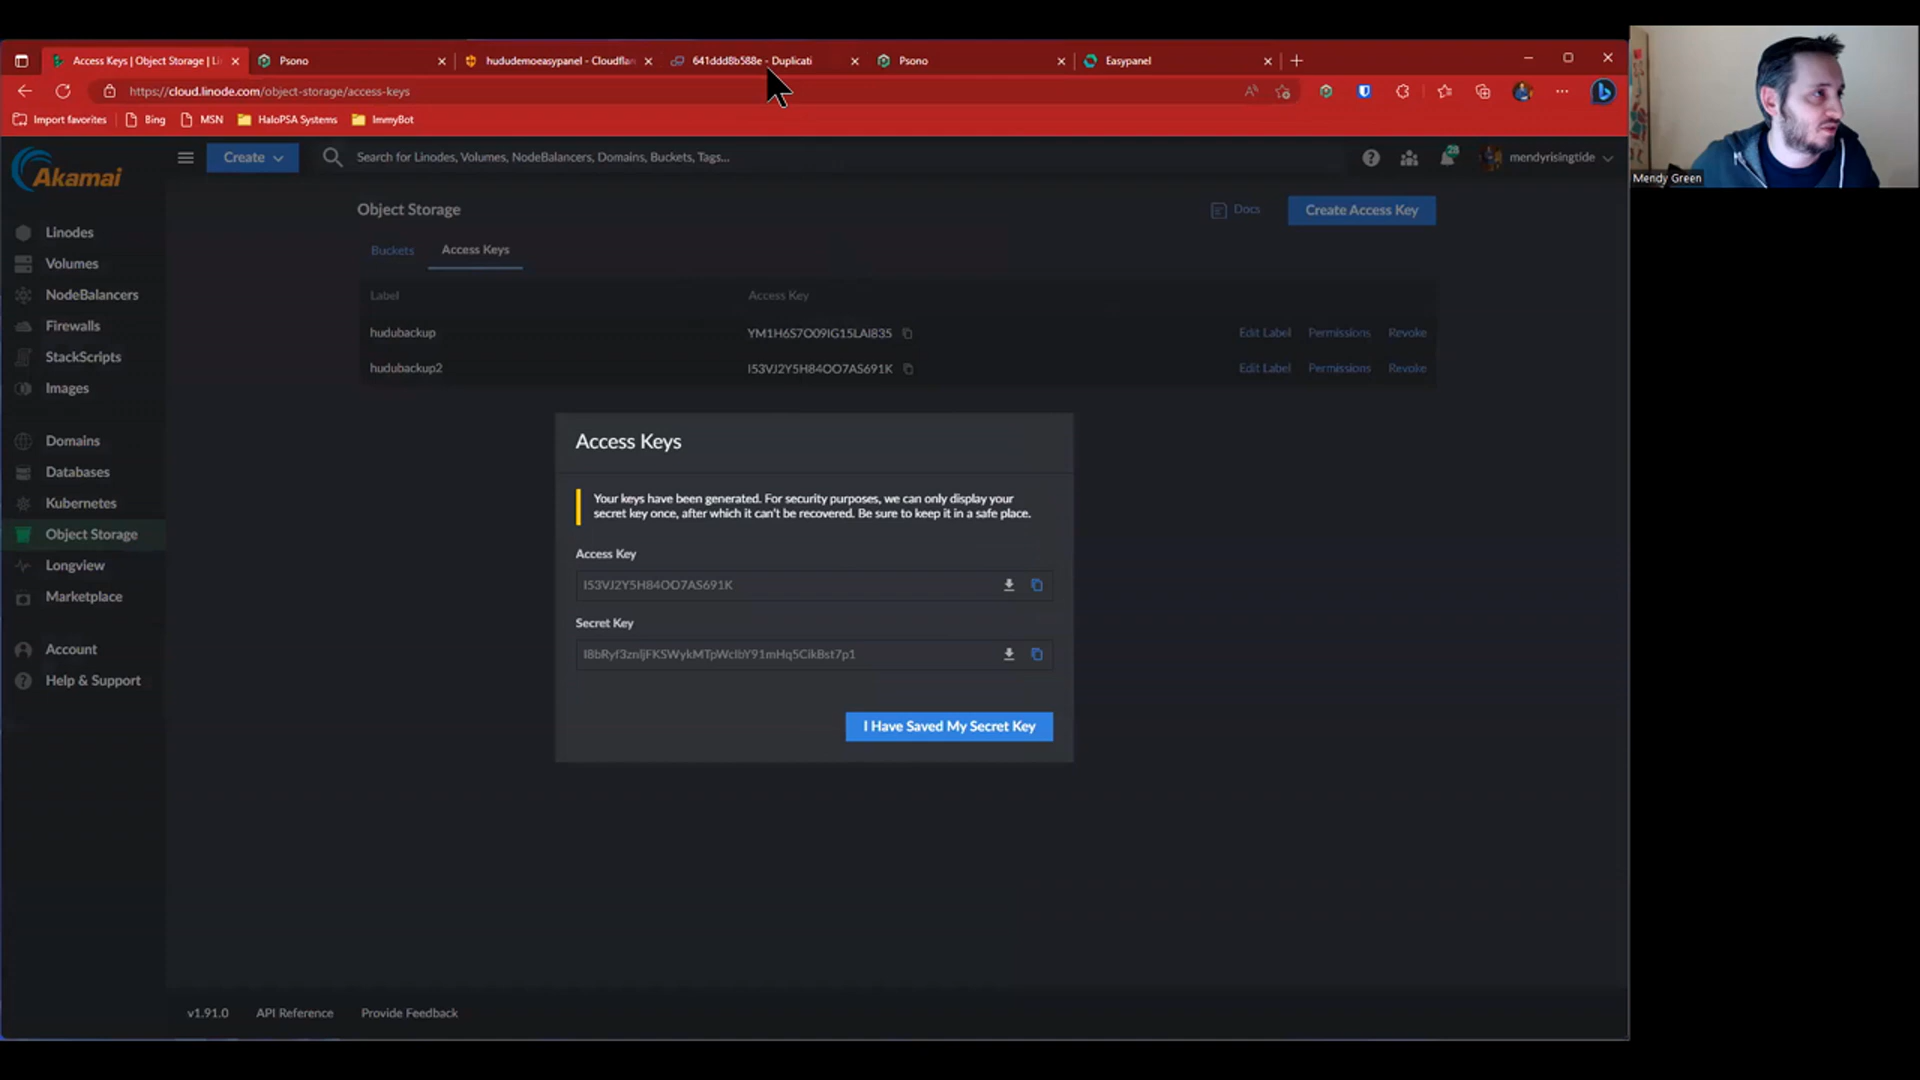 Access Keys | Object Storage | Li
Psono
hududemoeasypanel - Cloudflar
641ddd8b588e - Duplicati
Psono
Easypanel
https://cloud.linode.com/object-storage/access-keys
Import favorites
Bing
MSN
HaloPSA Systems
ImmyBot
Mendy Green
Akamai
Create
Search for Linodes, Volumes, NodeBalancers, Domains, Buckets, Tags...
28
mendyrisingtide
Linodes
Volumes
NodeBalancers
Firewalls
StackScripts
Images
Domains
Databases
Kubernetes
Object Storage
Longview
Marketplace
Account
Help & Support
Object Storage
Docs
Create Access Key
Buckets
Access Keys
Label
Access Key
hudubackup
YM1H6S7O09IG15LAI835
Edit Label
Permissions
Revoke
hudubackup2
I53VJ2Y5H84OO7AS691K
Edit Label
Permissions
Revoke
Access Keys
Your keys have been generated. For security purposes, we can only display your
secret key once, after which it can't be recovered. Be sure to keep it in a safe place.
Access Key
I53VJ2Y5H84OO7AS691K
Secret Key
I Have Saved My Secret Key
v1.91.0
API Reference
Provide Feedback